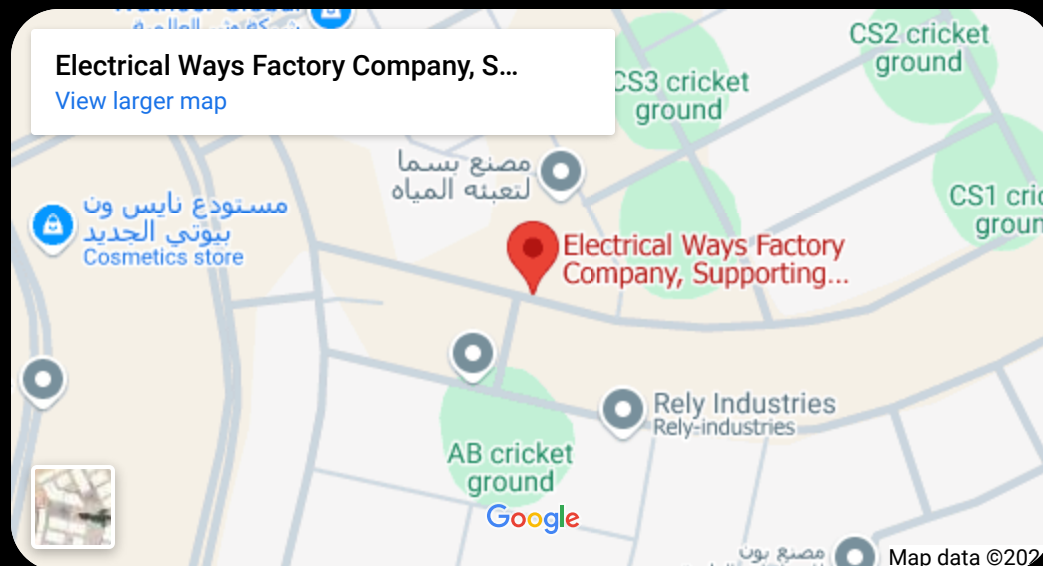 Electrical Ways Factory Company, S...
View larger map
CS2 cricket
ground
CS3 cricket
ground
مصنع بسما
لتعبئه المياه
CS1 cric
groun
مستودع نايس ون
بيوتي الجديد
Cosmetics store
Electrical Ways Factory
Company, Supporting...
Rely Industries
Rely-industries
AB cricket
ground
Google
مصنع بون
Map data ©202